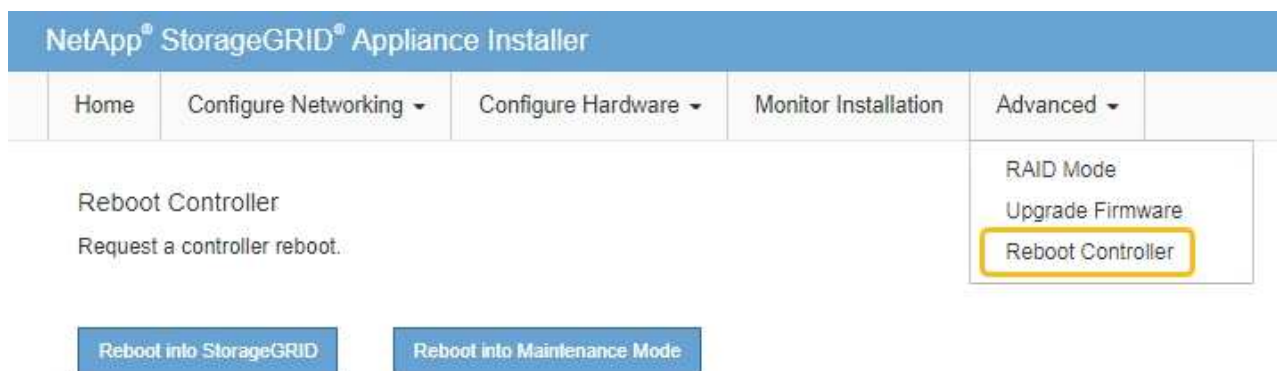 NetApp® StorageGRID® Appliance Installer
Home
Configure Networking
Configure Hardware
Monitor Installation
Advanced
RAID Mode
Upgrade Firmware
Reboot Controller
Reboot Controller
Request a controller reboot.
Reboot into StorageGRID
Reboot into Maintenance Mode